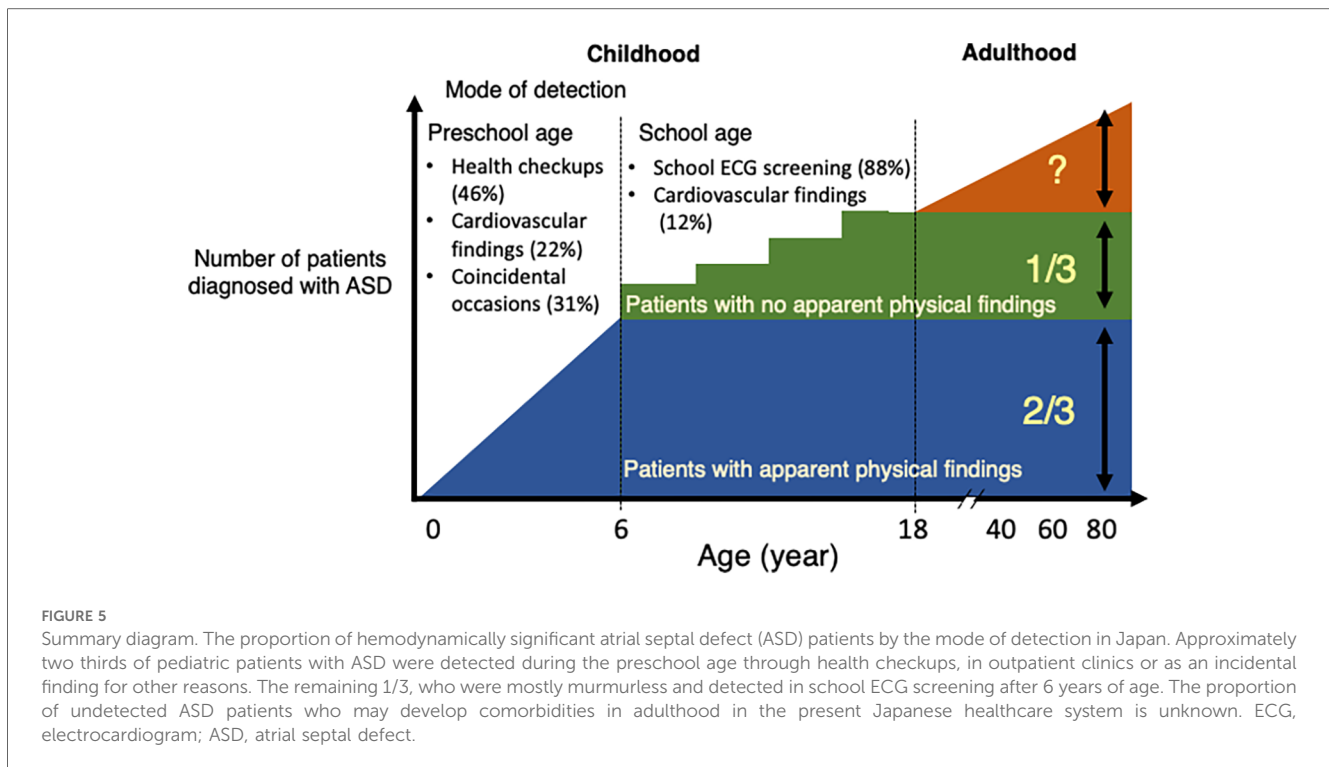 Childhood
Adulthood
Mode of detection
Preschool age
• Health checkups
(46%)
• Cardiovascular
findings (22%)
• Coincidental
occasions (31%)
School age
• School ECG screening (88%)
• Cardiovascular findings
(12%)
Number of patients
diagnosed with ASD
?
1/3
Patients with no apparent physical findings
2/3
Patients with apparent physical findings
0 6 18 40 60 80
Age (year)
FIGURE 5
Summary diagram. The proportion of hemodynamically significant atrial septal defect (ASD) patients by the mode of detection in Japan. Approximately
two thirds of pediatric patients with ASD were detected during the preschool age through health checkups, in outpatient clinics or as an incidental
finding for other reasons. The remaining 1/3, who were mostly murmurless and detected in school ECG screening after 6 years of age. The proportion
of undetected ASD patients who may develop comorbidities in adulthood in the present Japanese healthcare system is unknown. ECG,
electrocardiogram; ASD, atrial septal defect.